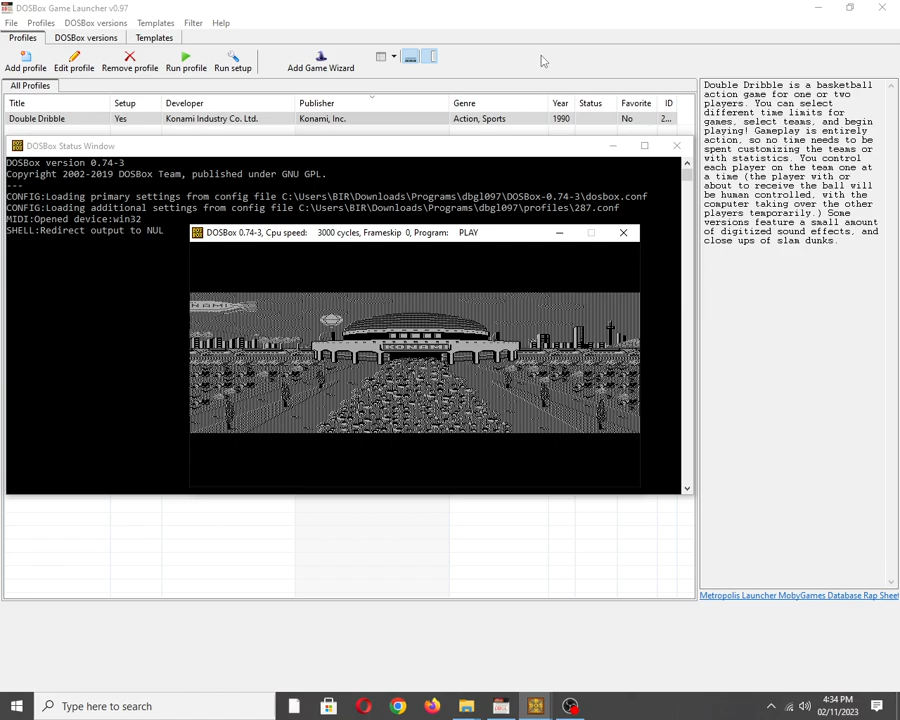 DOSBox Game Launcher v0.97
File Profiles DOSBox versions Templates Filter Help
Profiles DOSBox versions Templates
Add profile Edit profile Remove profile Run profile Run setup Add Game Wizard
All Profiles
Title Setup Developer Publisher Genre Year Status Favorite ID
Double Dribble Yes Konami Industry Co. Ltd. Konami, Inc. Action, Sports 1990 No 2...
DOSBox Status Window
DOSBox version 0.74-3
Copyright 2002-2019 DOSBox Team, published under GNU GPL.
---
CONFIG:Loading primary settings from config file C:\Users\BIR\Downloads\Programs\dbgl097\DOSBox-0.74-3\dosbox.conf
CONFIG:Loading additional settings from config file C:\Users\BIR\Downloads\Programs\dbgl097\profiles\287.conf
MIDI:Opened device:win32
SHELL:Redirect output to NUL
DOSBox 0.74-3, Cpu speed: 3000 cycles, Frameskip 0, Program: PLAY
NAMI
KONAMI
Double Dribble is a basketball
action game for one or two
players. You can select
different time limits for
games, select teams, and begin
playing! Gameplay is entirely
action, so no time needs to be
spent customizing the teams or
with statistics. You control
each player on the team one at
a time (the player with or
about to receive the ball will
be human controlled, with the
computer taking over the other
players temporarily.) Some
versions feature a small amount
of digitized sound effects, and
close ups of slam dunks.
Metropolis Launcher MobyGames Database Rap Sheet
Type here to search
4:34 PM
02/11/2023